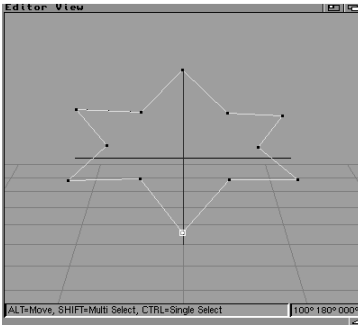 Editor View
ALT=Move, SHIFT=Multi Select, CTRL=Single Select
100° 180° 000°